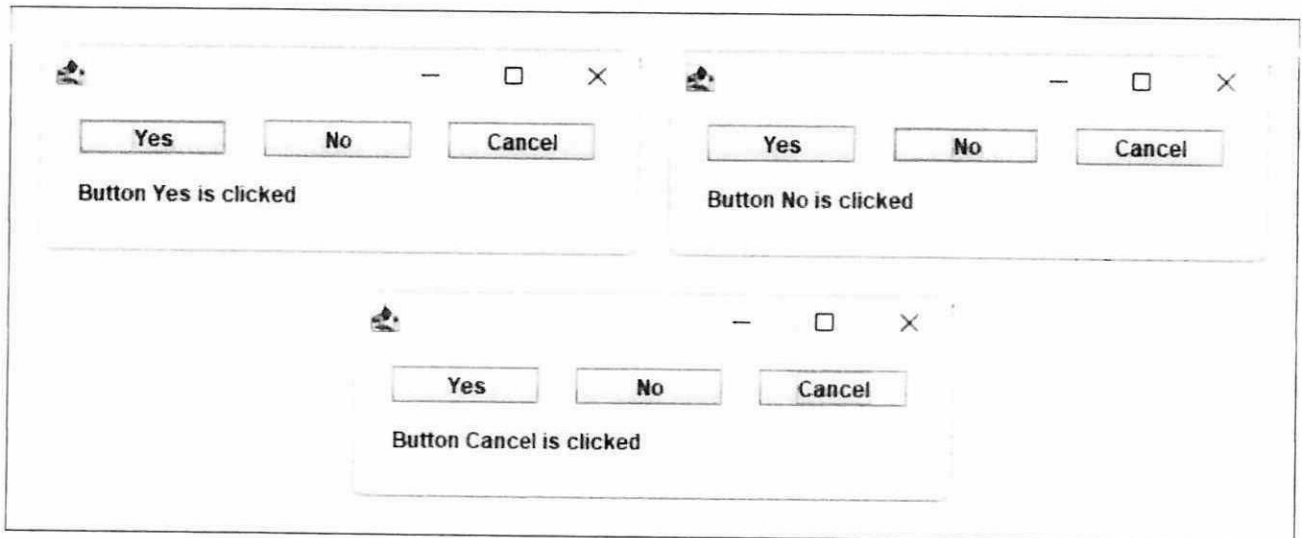 Yes No Cancel
Button Yes is clicked
Yes No Cancel
Button No is clicked
Yes No Cancel
Button Cancel is clicked